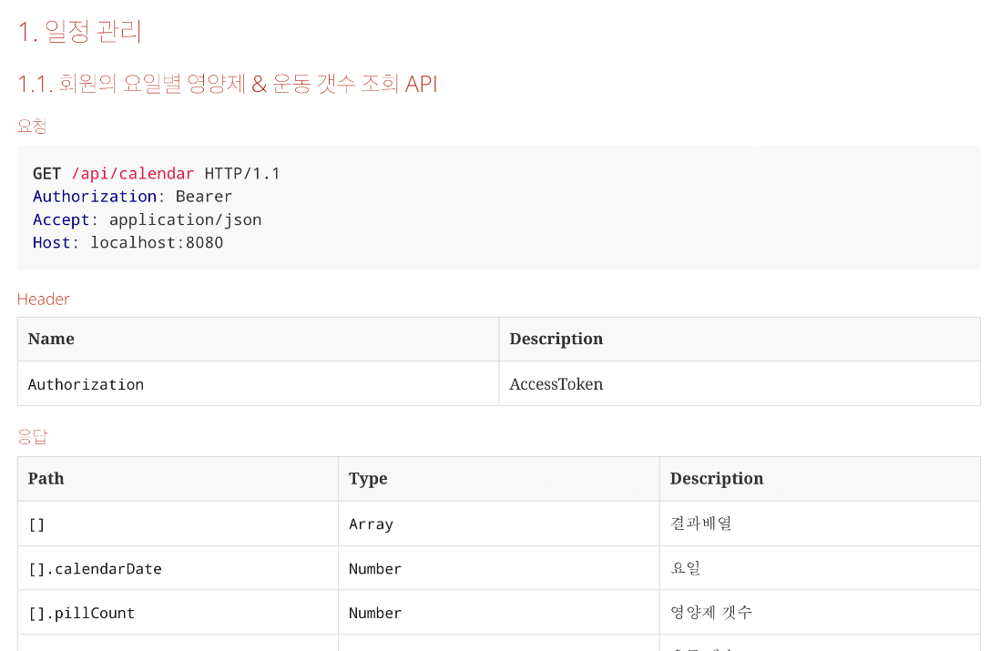 1. 일정 관리
1.1. 회원의 요일별 영양제 & 운동 갯수 조회 API
요청
GET /api/calendar HTTP/1.1
Authorization: Bearer
Accept: application/json
Host: localhost:8080
Header
Name Description
Authorization AccessToken
응답
Path Type Description
[] Array 결과배열
[].calendarDate Number 요일
[].pillCount Number 영양제 갯수